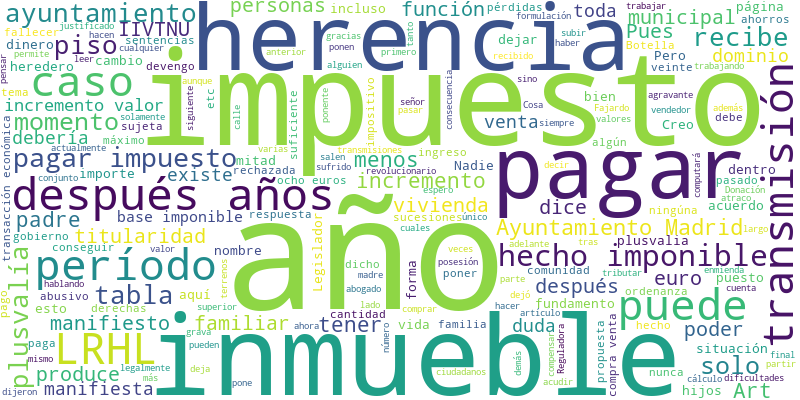 ayuntamiento
IIVTNU
personas
incluso
función
pérdidas
formulación
trabajar
página
toda
municipal
ahorros
justificado
hacen
cualquier
permite
leer
sentencias
dejar
subir
haber
Pues
Botella
fallecer
dinero
piso
herencia
recibe
heredero
cambio
gracias
ponen
primero
anterior
tanto
Pero
veinte
dominio
tema
devengo
caso
impuesto
incremento valor
momento
sujeta
solamente
aunque
siguiente
calle
etc
alguien
recibido
sino
señor
pasar
agravante
trabajando
vendedor
además
valores
debe
Cosa
siempre
Fajardo
bien
algún
Creo
venta
consecuencia
ponente
impositivo
suficiente
debería
máximo
actualmente
pagar impuesto
mitad
menos
ingreso
Nadie
revolucionario
pagar
transmisión
transacción económica
conjunto
importe
existe
rechazada
sufrido
salen
ocho euros
varias
transmisiones
decir
computará
dentro
pasado
Donación
atraco
después años
incremento
vivienda
dice
espero
acuerdo
ninguna
largo
padre
base imponible
respuesta
sucesiones
único
Ayuntamiento Madrid
gobierno
titularidad
conseguir
valor
nombre
Legislador
año
cuales
hecho imponible
plusvalia
adelante
tras
comunidad
tributar
enmienda
período
terrenos
dicho
madre
abogado
veces
posesión
forma
poner
euro
puesto
ordenanza
cuenta
plusvalía
hablando
abusivo
tabla
aquí
superior
lado
cantidad
comprar
dejó
parte
después
fundamento
hecho
puede
pago
esto
derechas
manifiesto
familiar
tener
vida
familia
hacer
artículo
duda
poder
situación
final
partir
LRHL
grava
ahora
número
compensar
Reguladora
propuesta
compra venta
solo
nunca
cálculo
dificultades
paga
mismo
produce
legalmente
más
pueden
deja
pone
inmueble
ciudadanos
demás
acudir
manifiesta
hijos
Art
pensar
dijeron